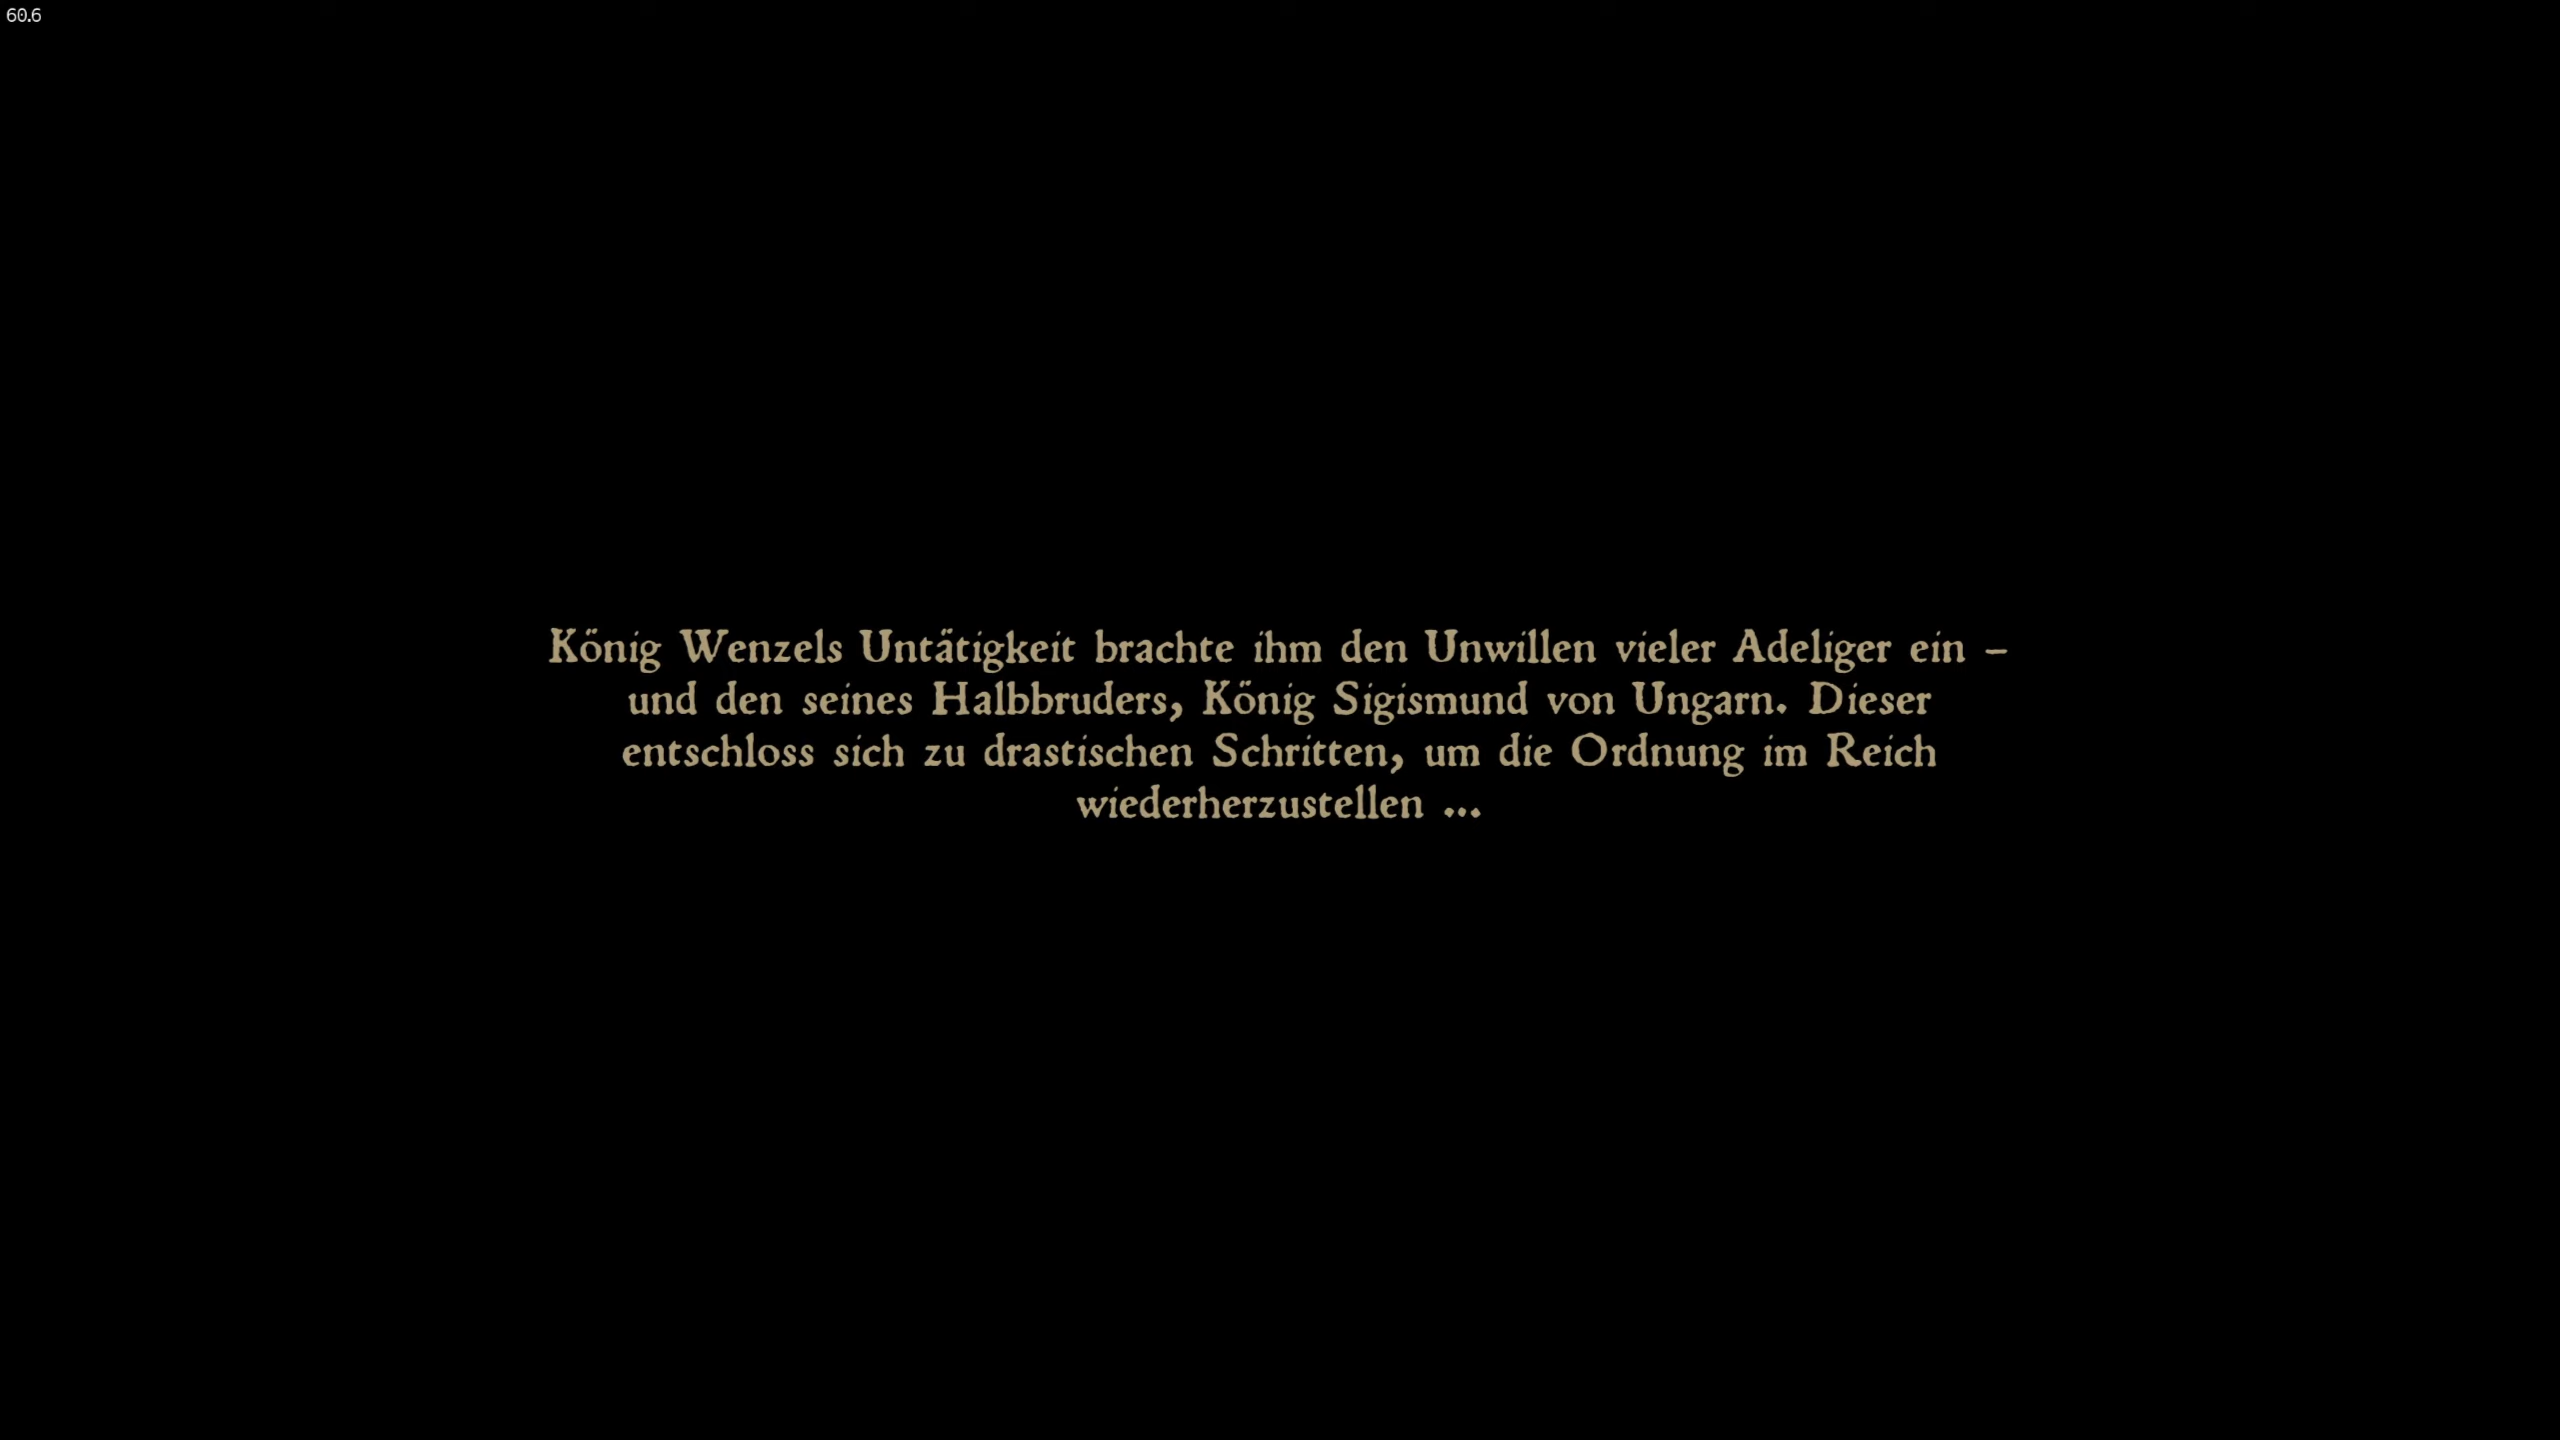 60.6
König Wenzels Untätigkeit brachte ihm den Unwillen vieler Adeliger ein –
und den seines Halbbruders, König Sigismund von Ungarn. Dieser
entschloss sich zu drastischen Schritten, um die Ordnung im Reich
wiederherzustellen ...